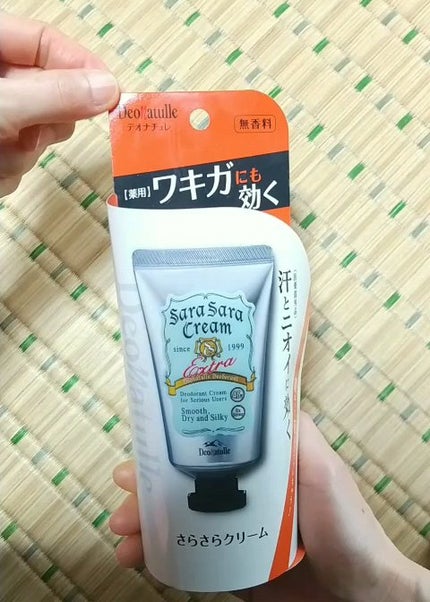 Deonatulle
デオナチュレ
無香料
【薬用】ワキガにも効く
汗とニオイに効く
Sara Sara
Cream
since 1999
Extra
Deodorant Cream
for Serious Users
Smooth,
Dry and Silky
Deonatulle
さらさらクリーム
Deonatulle